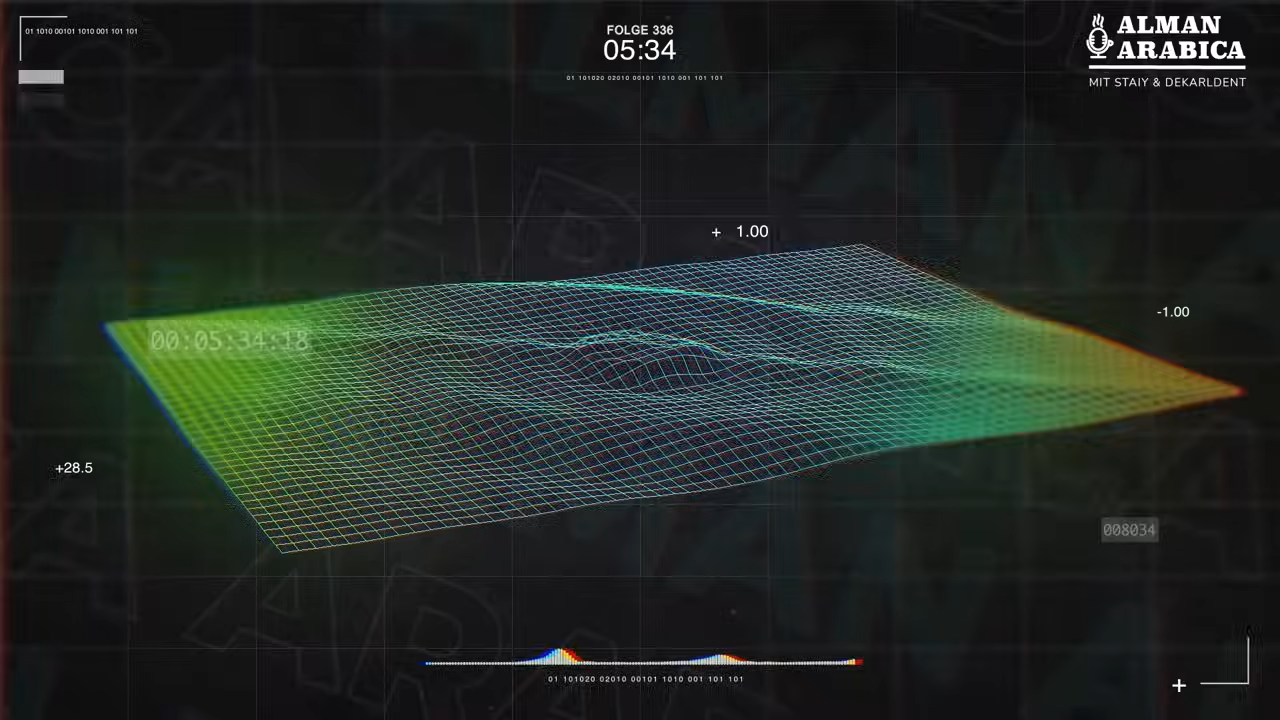 01 1010 00101 1010 001 101 101
FOLGE 336
05:34
01 101020 02010 00101 1010 001 101 101
ALMAN
ARABICA
MIT STAIY & DEKARLDENT
+ 1.00
-1.00
00:05:34:18
+28.5
008034
01 101020 02010 00101 1010 001 101 101
+